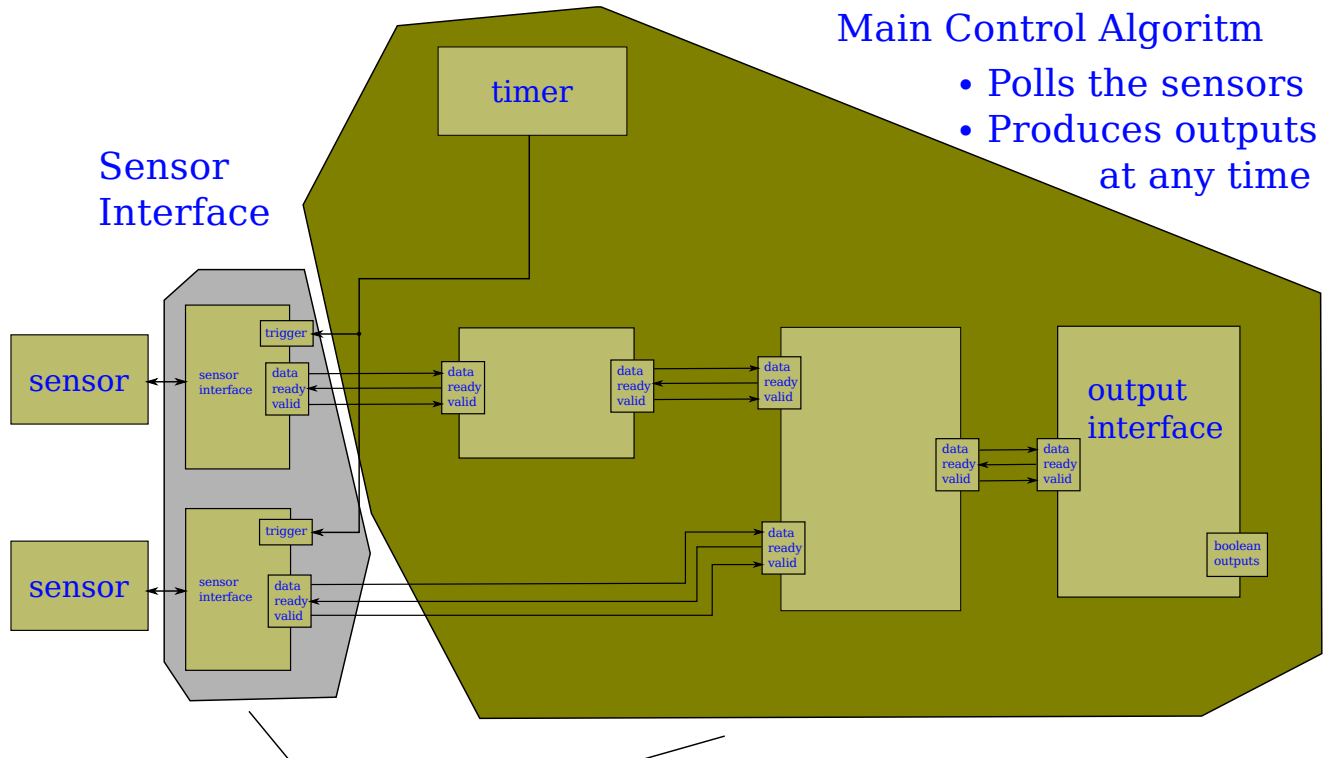 Main Control Algoritm
• Polls the sensors
• Produces outputs
at any time
timer
Sensor
Interface
sensor
sensor
interface
trigger
data
ready
valid
data
ready
valid
data
ready
valid
data
ready
valid
output
interface
data
ready
valid
data
ready
valid
boolean
outputs
sensor
sensor
interface
trigger
data
ready
valid
data
ready
valid